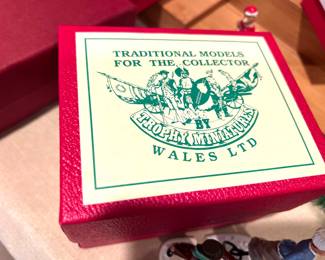 TRADITIONAL MODELS
FOR THE COLLECTOR
BY
TROPHY MINIATURES
WALES LTD